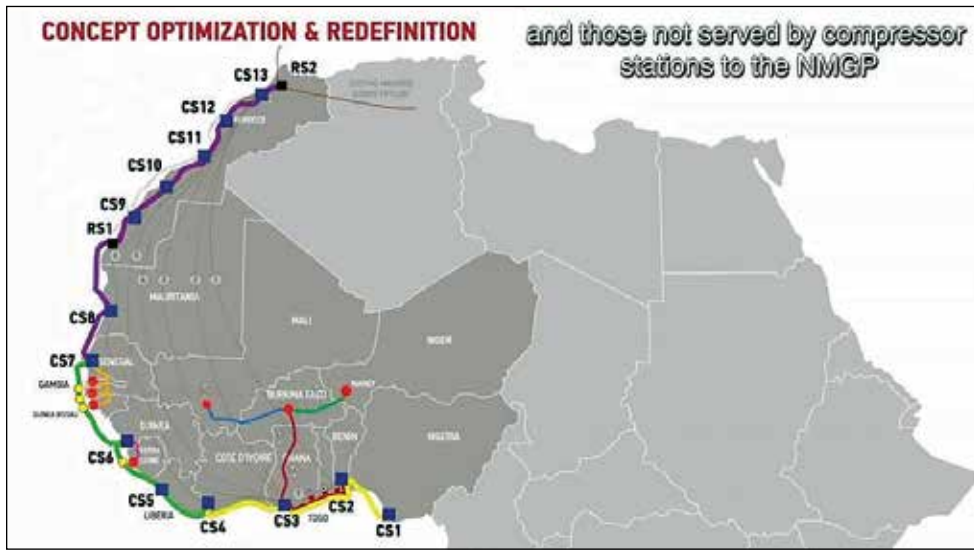 CONCEPT OPTIMIZATION & REDEFINITION
and those not served by compressor
stations to the NMGP
RS2
CS13
CS12
CS11
CS10
CS9
RS1
MAURITANIA
CS8
MALI
NIGER
CS7
SENEGAL
GAMBIA
BURKINA FASO
GUINEA BISSAU
GUINEA
COTE D'IVOIRE
BENIN
NIGERIA
CS6
CS5
LIBERIA
CS4
CS3
TOGO
CS2
CS1